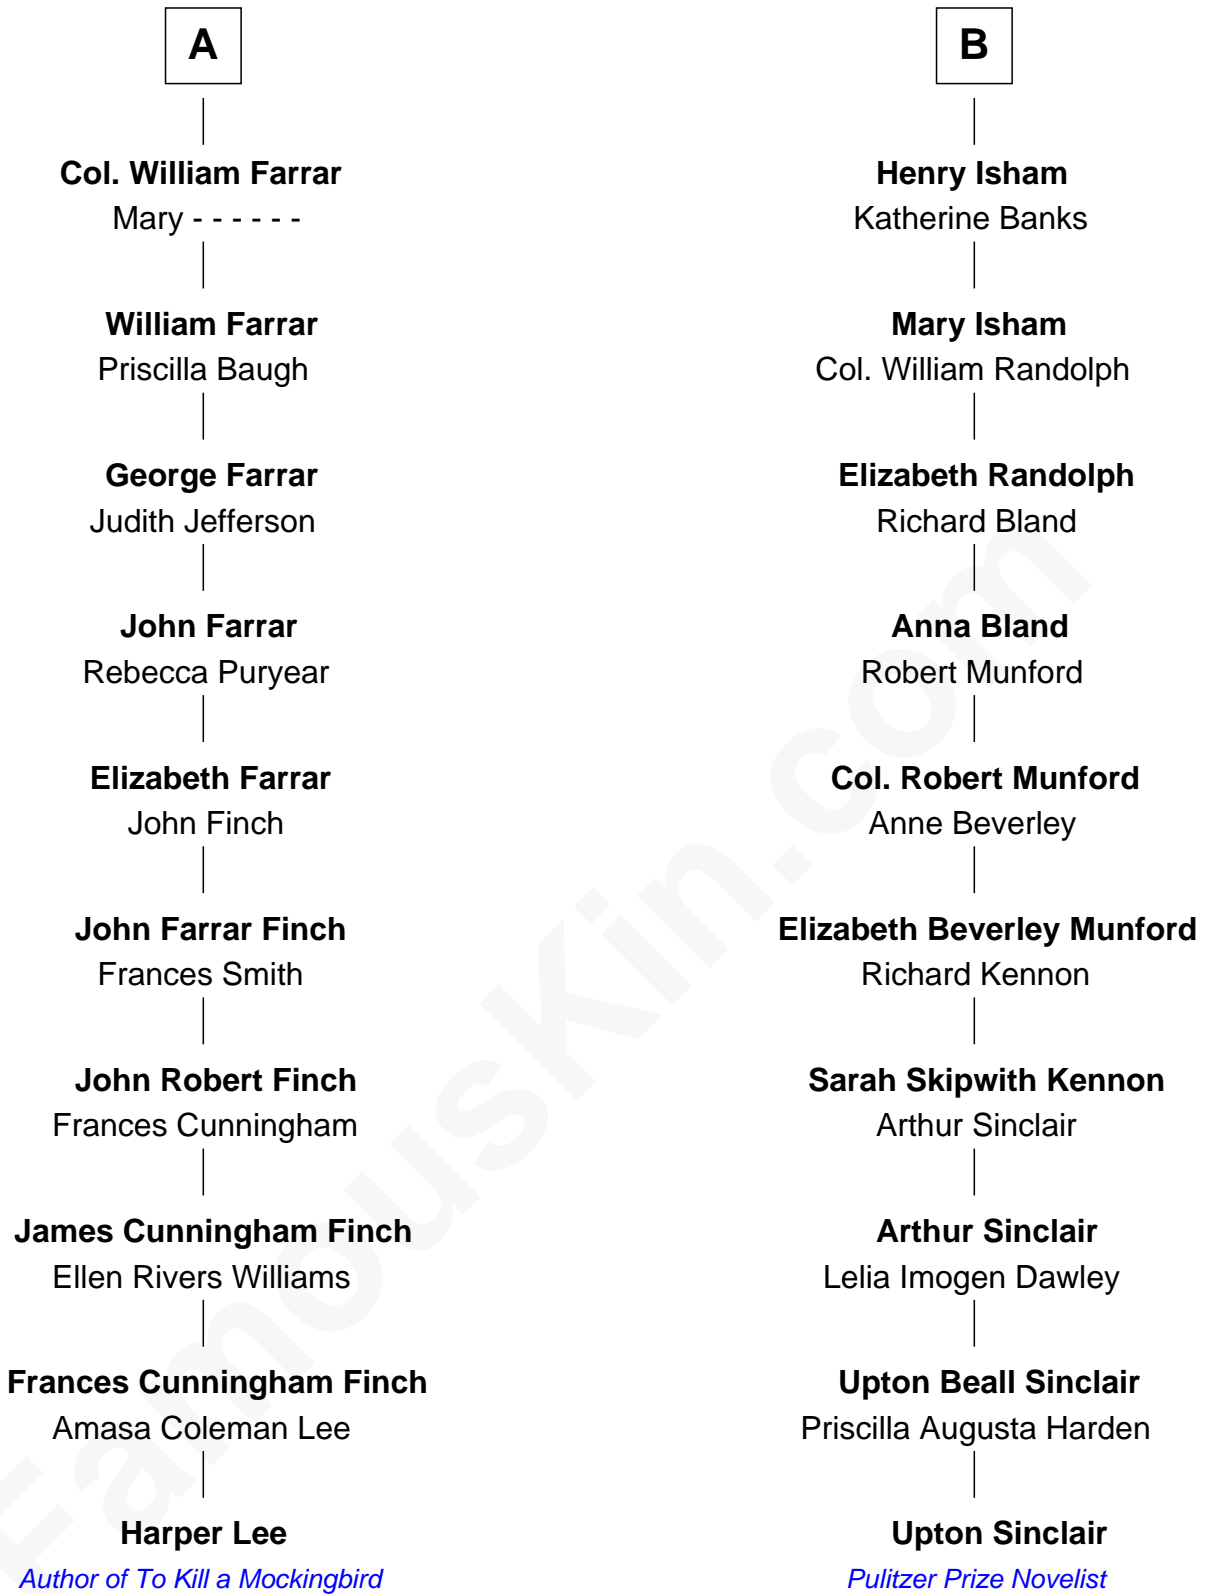 A
Col. William Farrar
Mary - - - - - -
William Farrar
Priscilla Baugh
George Farrar
Judith Jefferson
John Farrar
Rebecca Puryear
Elizabeth Farrar
John Finch
John Farrar Finch
Frances Smith
John Robert Finch
Frances Cunningham
James Cunningham Finch
Ellen Rivers Williams
Frances Cunningham Finch
Amasa Coleman Lee
Harper Lee
Author of To Kill a Mockingbird
B
Henry Isham
Katherine Banks
Mary Isham
Col. William Randolph
Elizabeth Randolph
Richard Bland
Anna Bland
Robert Munford
Col. Robert Munford
Anne Beverley
Elizabeth Beverley Munford
Richard Kennon
Sarah Skipwith Kennon
Arthur Sinclair
Arthur Sinclair
Lelia Imogen Dawley
Upton Beall Sinclair
Priscilla Augusta Harden
Upton Sinclair
Pulitzer Prize Novelist
FamousKin.com